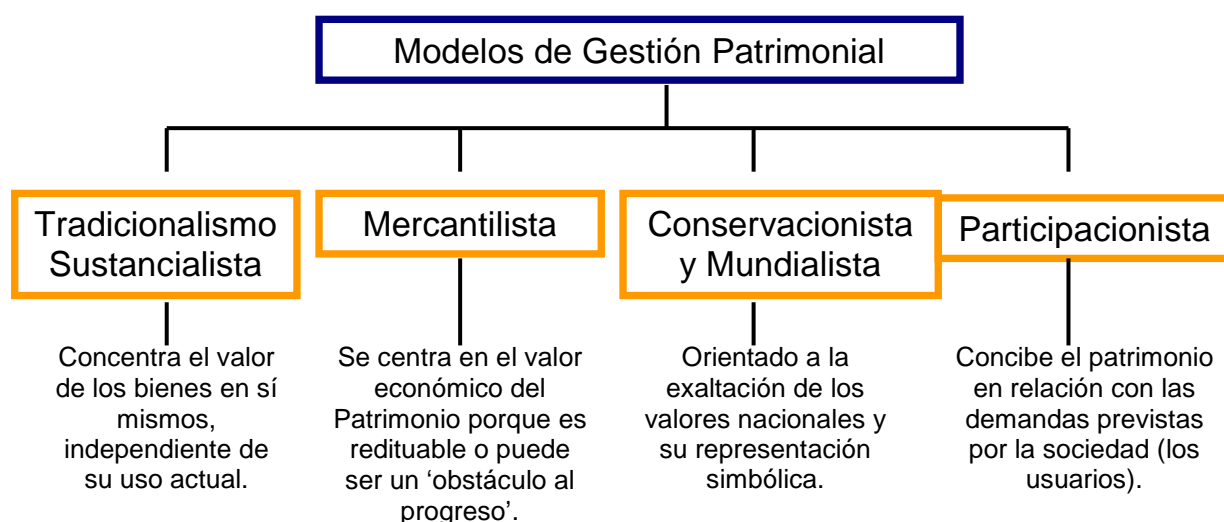 Modelos de Gestión Patrimonial
Tradicionalismo
Sustancialista
Mercantilista
Conservacionista
y Mundialista
Participacionista
Concentra el valor
de los bienes en sí
mismos,
independiente de
su uso actual.
Se centra en el valor
económico del
Patrimonio porque es
redituable o puede
ser un ‘obstáculo al
progreso’.
Orientado a la
exaltación de los
valores nacionales y
su representación
simbólica.
Concibe el patrimonio
en relación con las
demandas previstas
por la sociedad (los
usuarios).